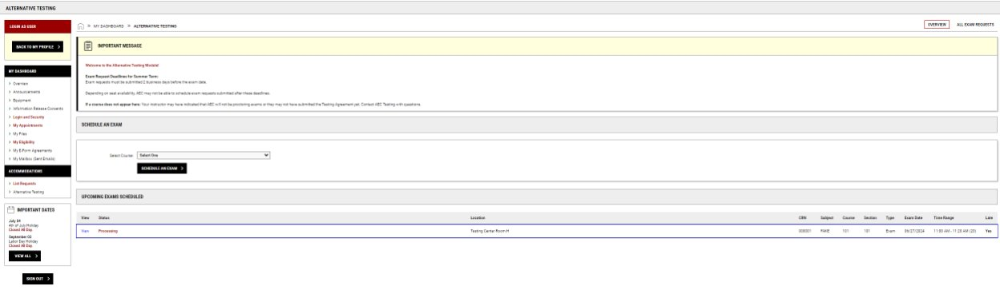 ALTERNATIVE TESTING
LOGIN AS USER
BACK TO MY PROFILE >
MY DASHBOARD
> Overview
> Announcements
> Equipment
> Information Release Consents
> Login and Security
> My Appointments
> My Files
> My Eligibility
> My E-Form Agreements
> My Mailbox (Sent Emails)
ACCOMMODATIONS
> List Requests
> Alternative Testing
IMPORTANT DATES
July 04
4th of July Holiday
Closed All Day
September 02
Labor Day Holiday
Closed All Day
VIEW ALL >
SIGN OUT >
> MY DASHBOARD > ALTERNATIVE TESTING
OVERVIEW ALL EXAM REQUESTS
IMPORTANT MESSAGE
Welcome to the Alternative Testing Module!
Exam Request Deadlines for Summer Term:
Exam requests must be submitted 2 business days before the exam date.
Depending on seat availability, AEC may not be able to schedule exam requests submitted after these deadlines.
If a course does not appear here: Your instructor may have indicated that AEC will not be proctoring exams or they may not have submitted the Testing Agreement yet. Contact AEC Testing with questions.
SCHEDULE AN EXAM
Select Course Select One
SCHEDULE AN EXAM >
UPCOMING EXAMS SCHEDULED
View Status Location CRN Subject Course Section Type Exam Date Time Range Late
View Processing Testing Center Room H 000001 FAKE 101 101 Exam 06/27/2024 11:00 AM - 11:20 AM (20) Yes